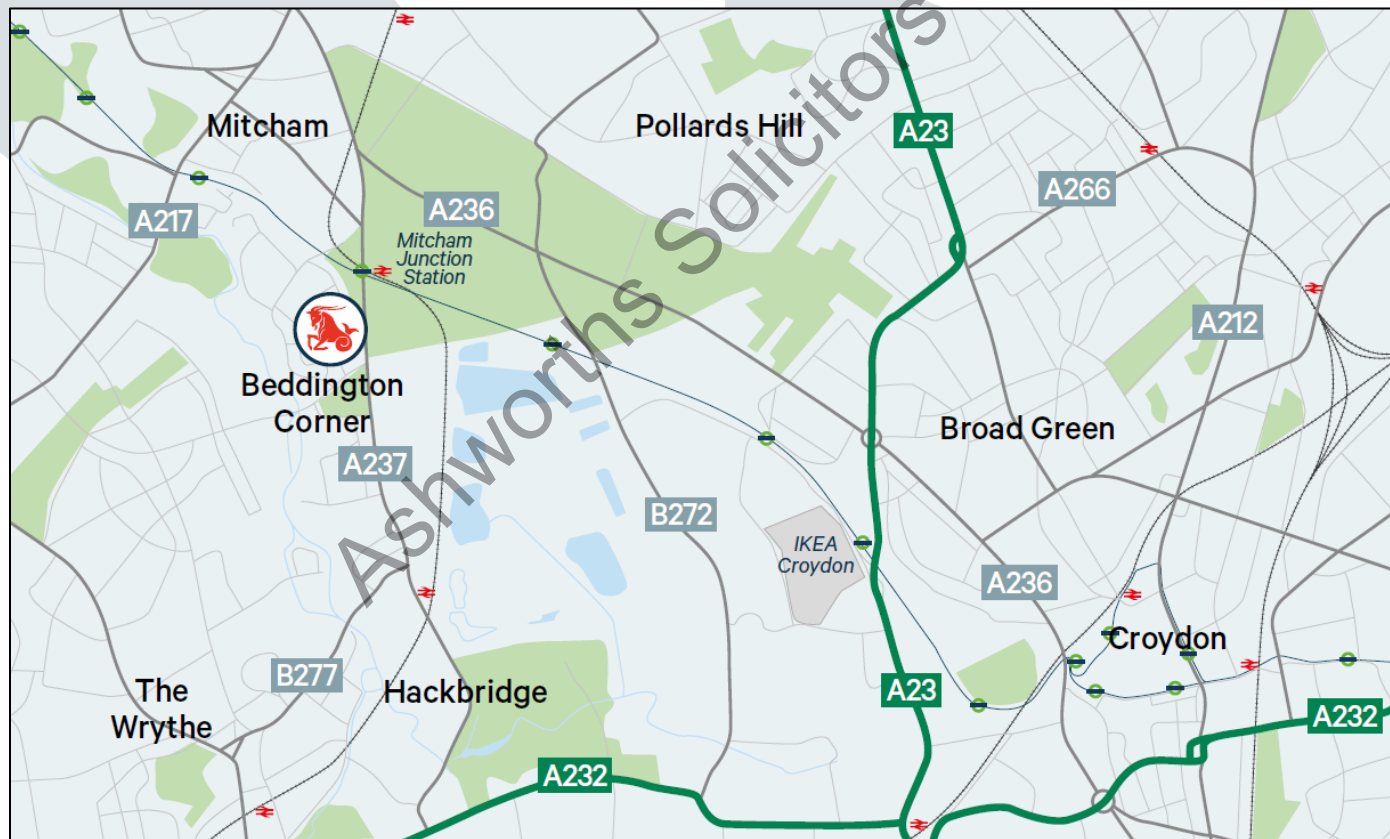 Mitcham
Pollards Hill
A23
A266
A217
A236
Mitcham
Junction
Station
A212
Beddington
Corner
Broad Green
A237
B272
IKEA
Croydon
A236
Croydon
B277
The
Wrythe
Hackbridge
A23
A232
A232
Ashworths Solicitors